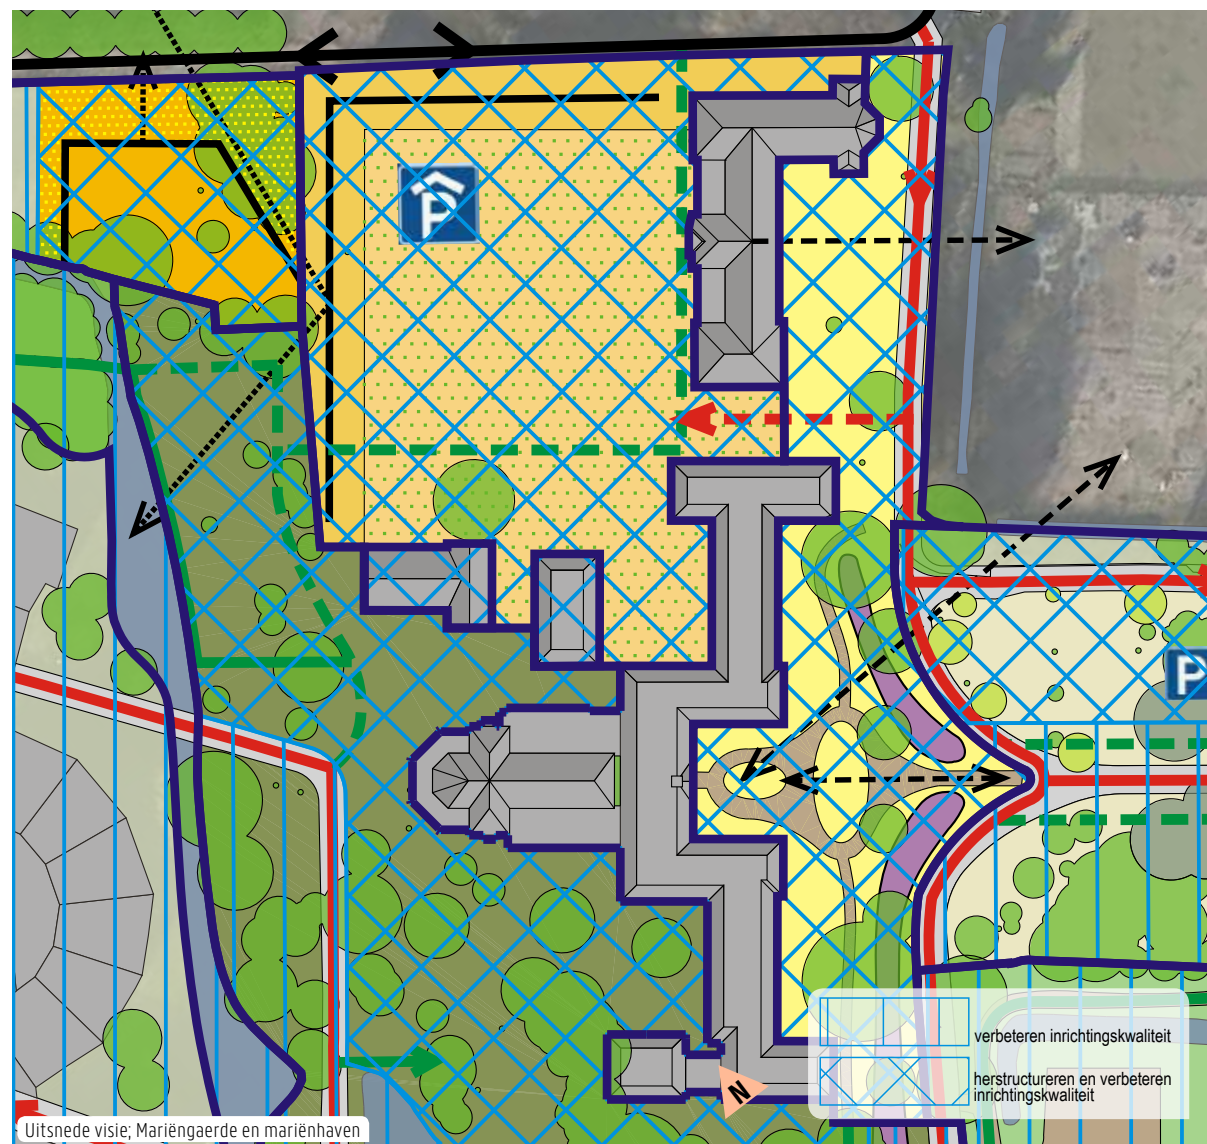 P
P
verbeteren inrichtingskwaliteit
herstructureren en verbeteren
inrichtingskwaliteit
N
Uitsnede visie; Mariëngaerde en mariënhaven